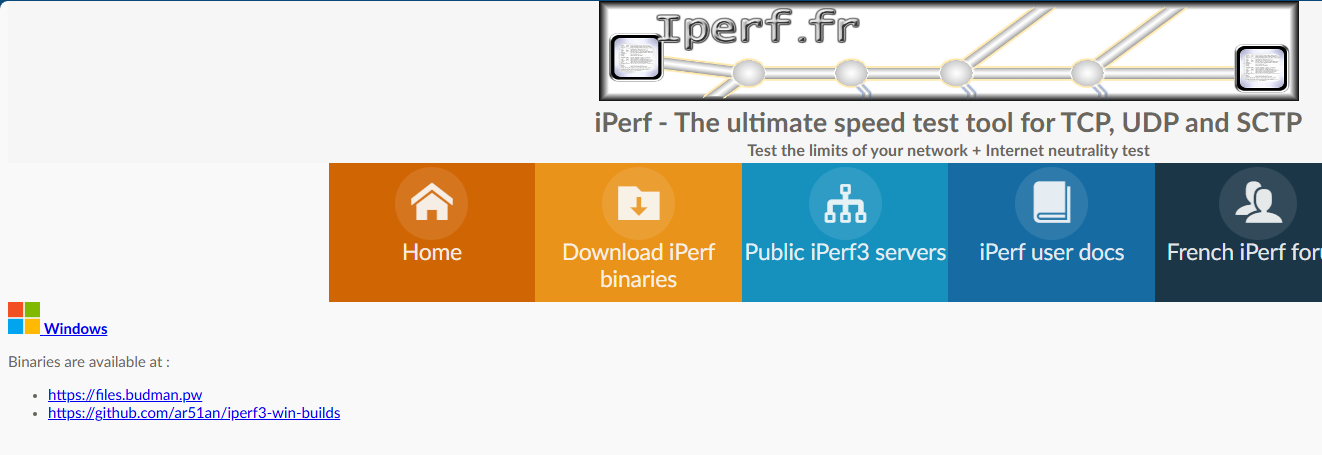 Iperf.fr
iPerf - The ultimate speed test tool for TCP, UDP and SCTP
Test the limits of your network + Internet neutrality test
Home
Download iPerf
binaries
Public iPerf3 servers
iPerf user docs
French iPerf foru
Windows
Binaries are available at :
https://files.budman.pw
https://github.com/ar51an/iperf3-win-builds